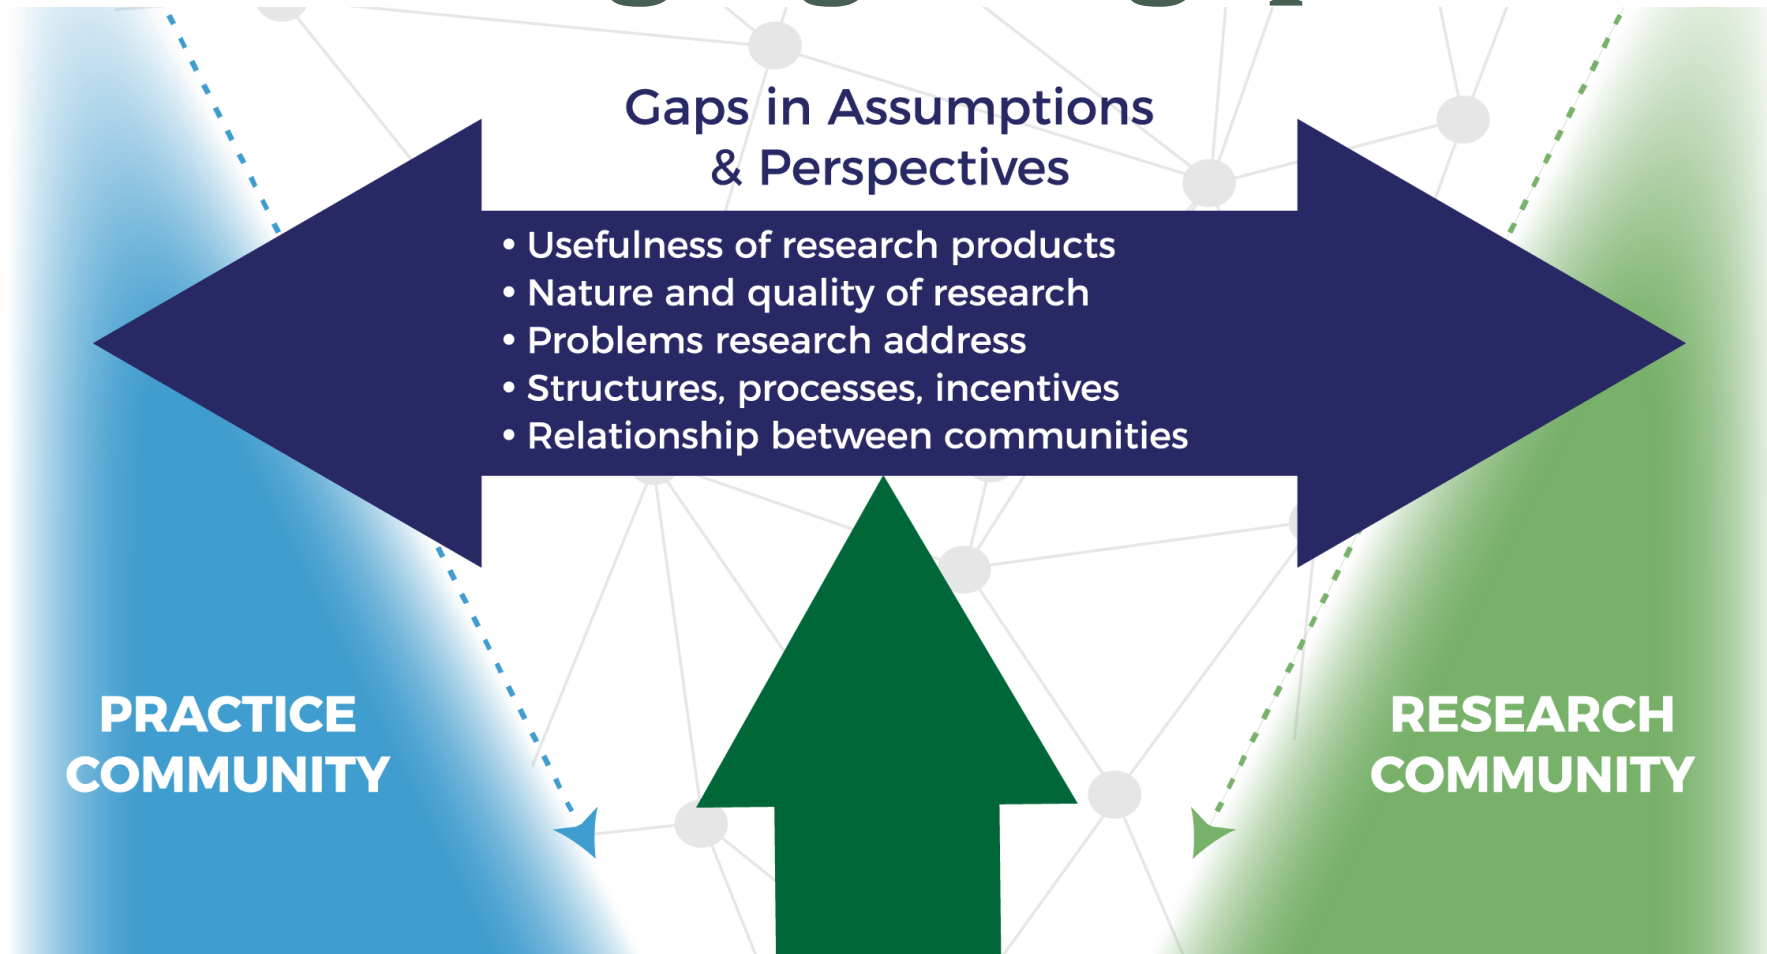 Gaps in Assumptions
& Perspectives
• Usefulness of research products
• Nature and quality of research
• Problems research address
• Structures, processes, incentives
• Relationship between communities
PRACTICE
COMMUNITY
RESEARCH
COMMUNITY